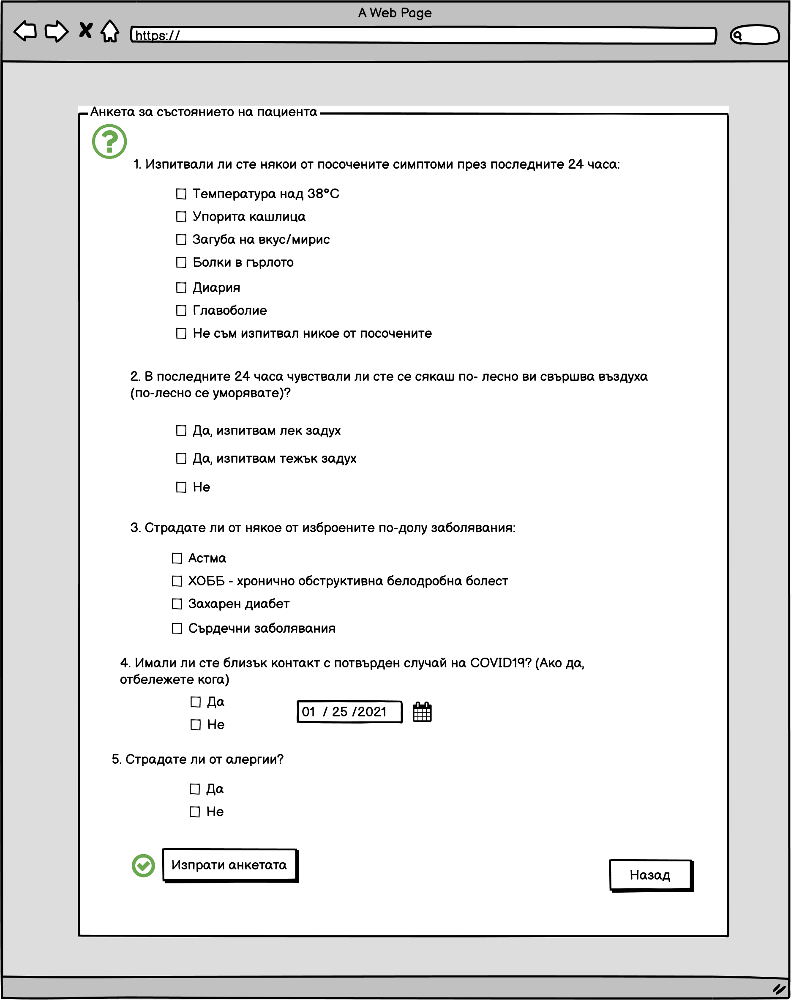 A Web Page
https://
Анкета за състоянието на пациента
1. Изпитвали ли сте някои от посочените симптоми през последните 24 часа:
Температура над 38°C
Упорита кашлица
Загуба на вкус/мирис
Болки в гърлото
Диария
Главоболие
Не съм изпитвал никое от посочените
2. В последните 24 часа чувствали ли сте се сякаш по- лесно ви свършва въздуха
(по-лесно се уморявате)?
Да, изпитвам лек задух
Да, изпитвам тежък задух
Не
3. Страдате ли от някое от изброените по-долу заболявания:
Астма
ХОББ - хронично обструктивна белодробна болест
Захарен диабет
Сърдечни заболявания
4. Имали ли сте близък контакт с потвърден случай на COVID19? (Ако да,
отбележете кога)
Да
01 / 25 /2021
Не
5. Страдате ли от алергии?
Да
Не
Изпрати анкетата
Назад